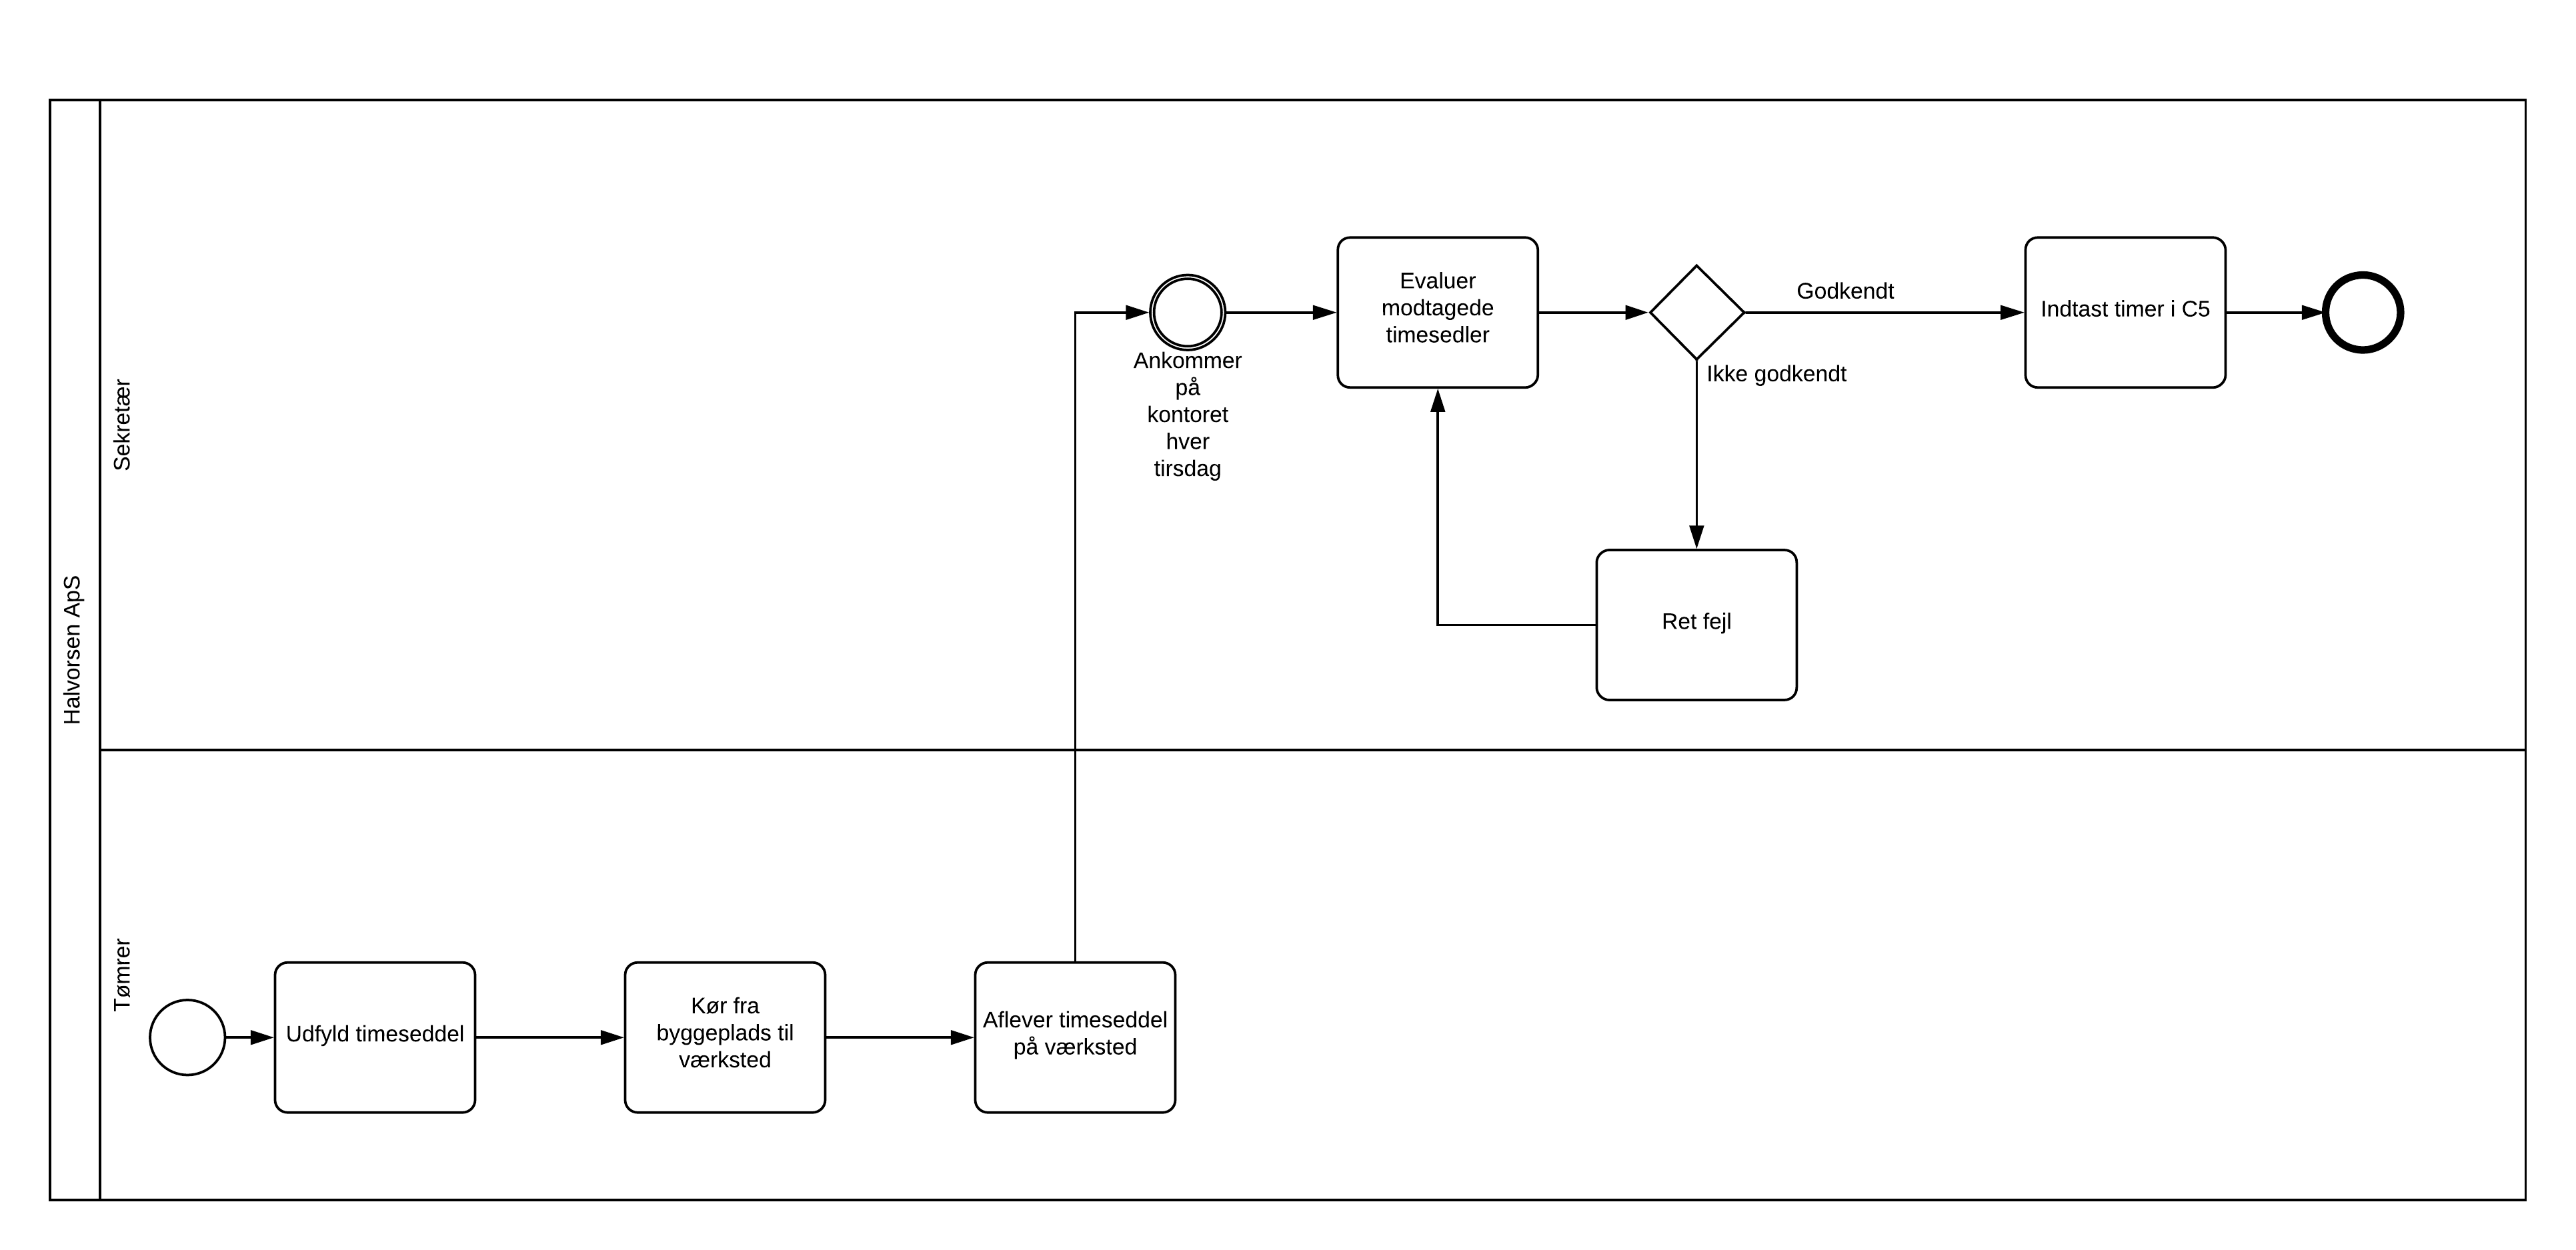 Halvorsen ApS
Sekretær
Ankommer
på
kontoret
hver
tirsdag
Evaluer
modtagede
timesedler
Godkendt
Ikke godkendt
Indtast timer i C5
Ret fejl
Tømrer
Udfyld timeseddel
Kør fra
byggeplads til
værksted
Aflever timeseddel
på værksted